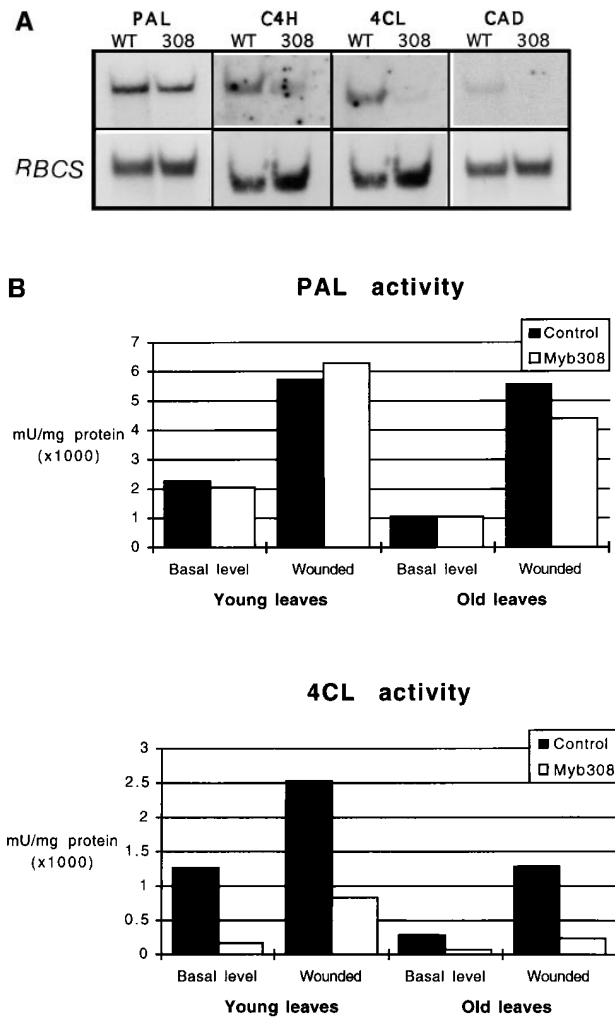 A
PAL C4H 4CL CAD
WT 308 WT 308 WT 308 WT 308
RBCS
B
PAL activity
Control
Myb308
7
6
5
4
3
2
1
0
mU/mg protein
(x1000)
Basal level Wounded Basal level Wounded
Young leaves Old leaves
4CL activity
Control
Myb308
3
2.5
2
1.5
1
0.5
0
mU/mg protein
(x1000)
Basal level Wounded Basal level Wounded
Young leaves Old leaves